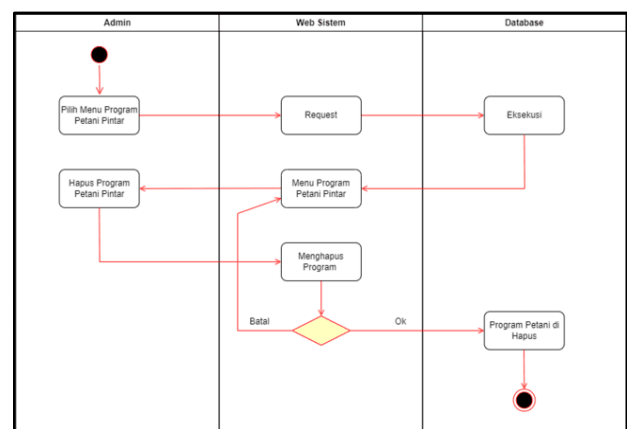 Admin
Web Sistem
Database
Pilih Menu Program
Petani Pintar
Request
Eksekusi
Hapus Program
Petani Pintar
Menu Program
Petani Pintar
Menghapus
Program
Batal
Ok
Program Petani di
Hapus